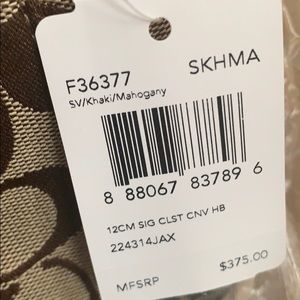 F36377 SKHMA
SV/Khaki/Mahogany
8 88067 83789 6
12CM SIG CLST CNV HB
224314JAX
MFSRP $375.00